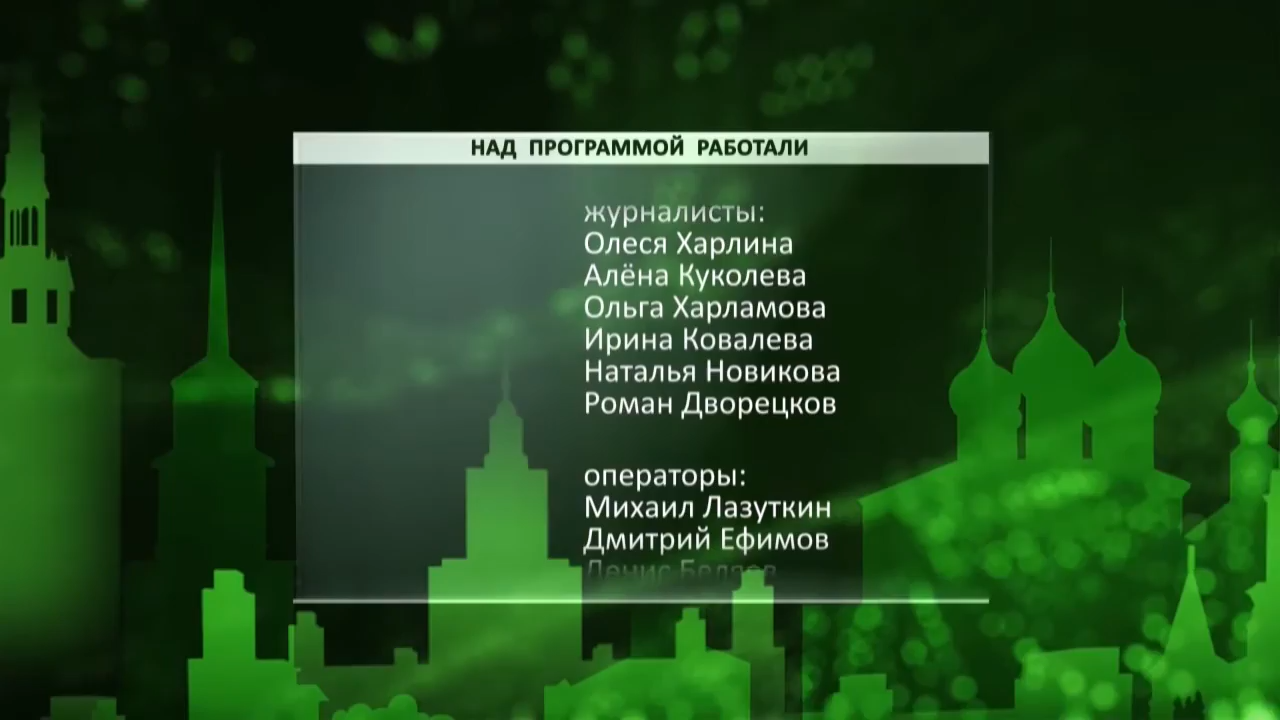 НАД ПРОГРАММОЙ РАБОТАЛИ
журналисты:
Олеся Харлина
Алёна Куколева
Ольга Харламова
Ирина Ковалева
Наталья Новикова
Роман Дворецков
операторы:
Михаил Лазуткин
Дмитрий Ефимов
Денис